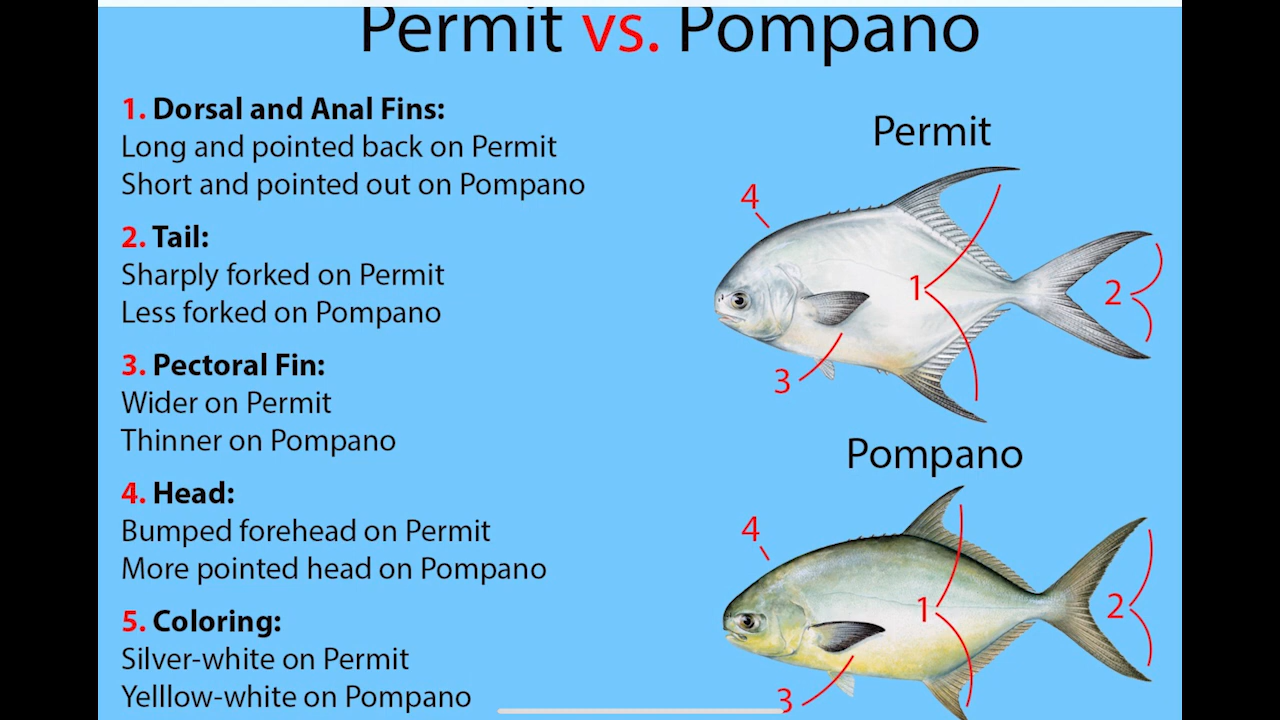 Permit vs. Pompano
1. Dorsal and Anal Fins:
Long and pointed back on Permit
Short and pointed out on Pompano
2. Tail:
Sharply forked on Permit
Less forked on Pompano
3. Pectoral Fin:
Wider on Permit
Thinner on Pompano
4. Head:
Bumped forehead on Permit
More pointed head on Pompano
5. Coloring:
Silver-white on Permit
Yelllow-white on Pompano
Permit
4
1
2
3
Pompano
4
1
2
3